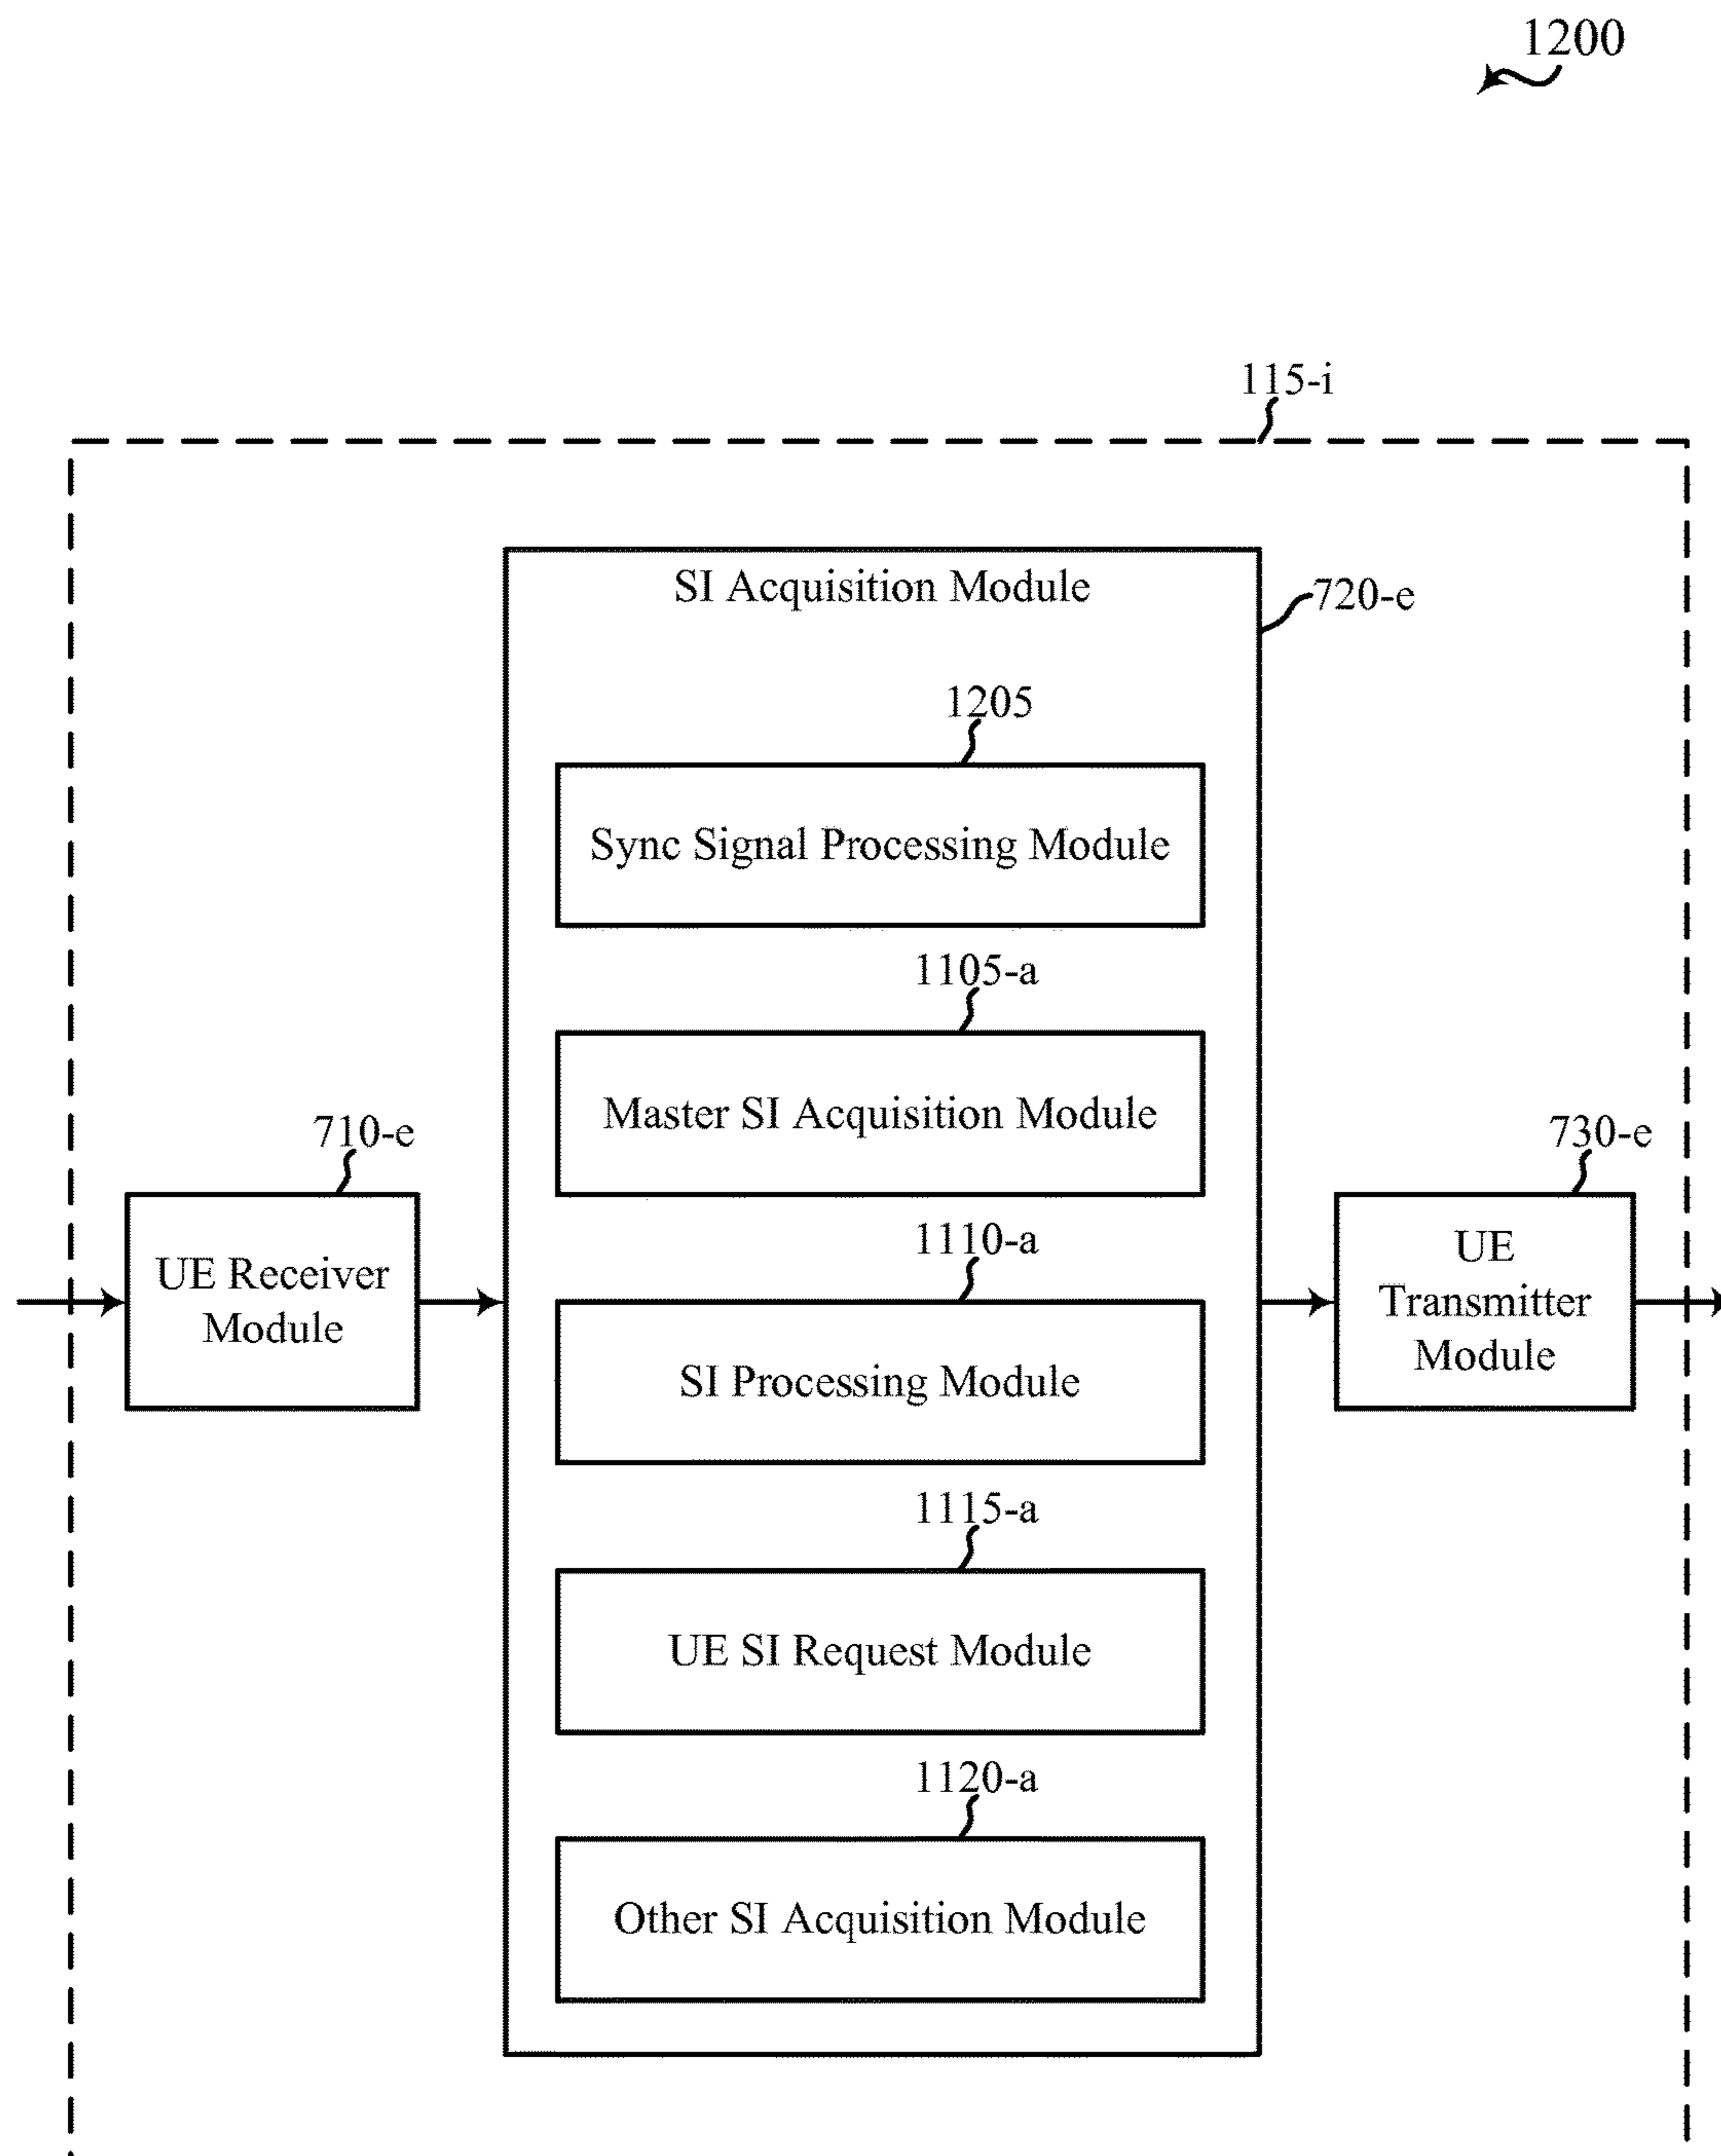 1200
115-i
SI Acquisition Module
720-e
1205
Sync Signal Processing Module
1105-a
Master SI Acquisition Module
710-e
730-e
UE Receiver
Module
UE
Transmitter
Module
1110-a
SI Processing Module
1115-a
UE SI Request Module
1120-a
Other SI Acquisition Module